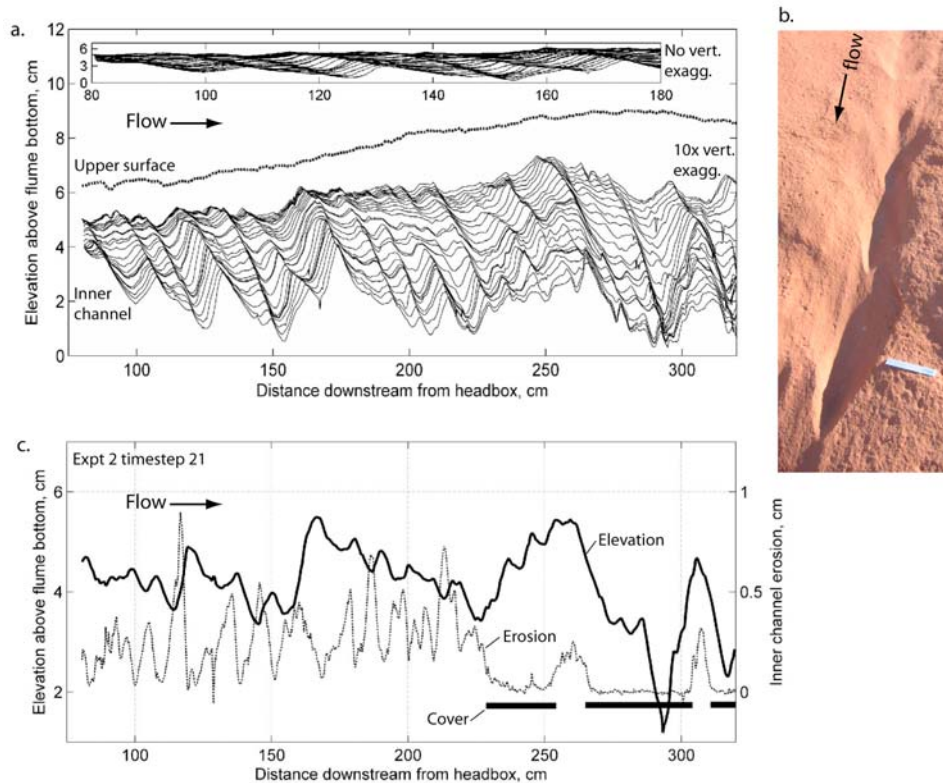 a.
12
10
8
6
4
2
0
Elevation above flume bottom, cm
6
3
0
80 100 120 140 160 180
No vert.
exagg.
Flow
Upper surface
10x vert.
exagg.
Inner
channel
100 150 200 250 300
Distance downstream from headbox, cm
b.
flow
c.
Expt 2 timestep 21
Flow
6
4
2
Elevation above flume bottom, cm
1
0.5
0
Inner channel erosion, cm
Elevation
Erosion
Cover
100 150 200 250 300
Distance downstream from headbox, cm